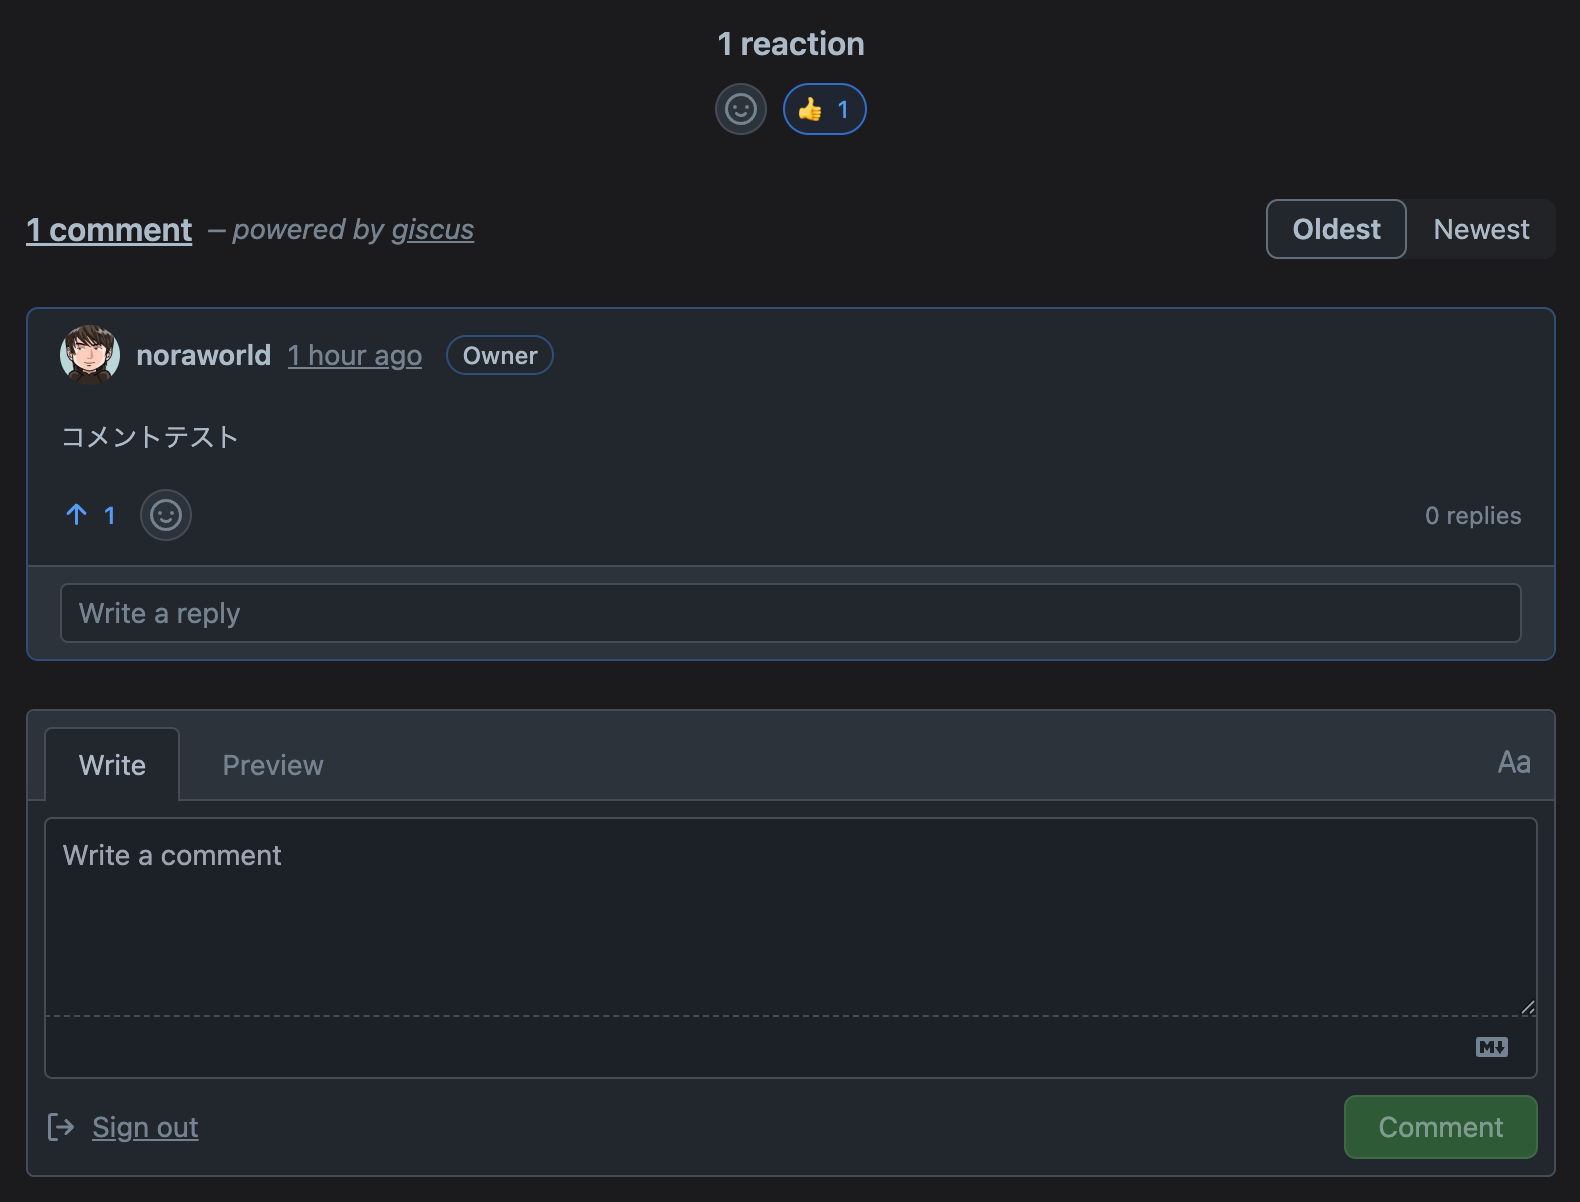 1 reaction
👍 1
1 comment – powered by giscus
Oldest Newest
noraworld 1 hour ago Owner
コメントテスト
↑ 1
0 replies
Write a reply
Write Preview Aa
Write a comment
M↓
Sign out Comment